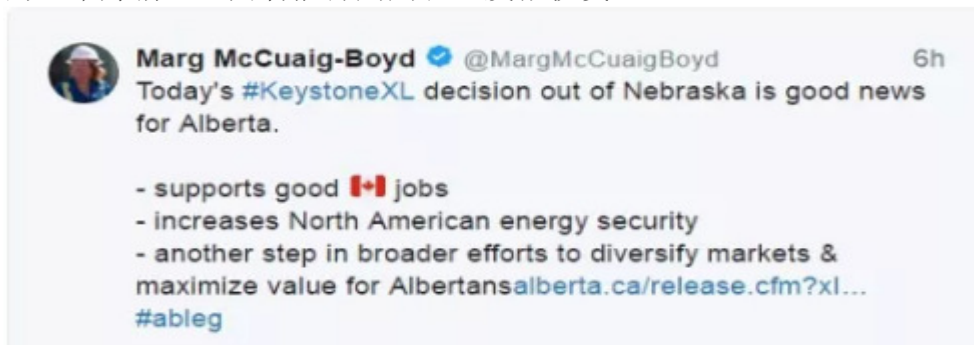 Marg McCuaig-Boyd @MargMcCuaigBoyd 6h
Today's #KeystoneXL decision out of Nebraska is good news
for Alberta.
- supports good 🇨🇦 jobs
- increases North American energy security
- another step in broader efforts to diversify markets &
maximize value for Albertansalberta.ca/release.cfm?xl...
#ableg